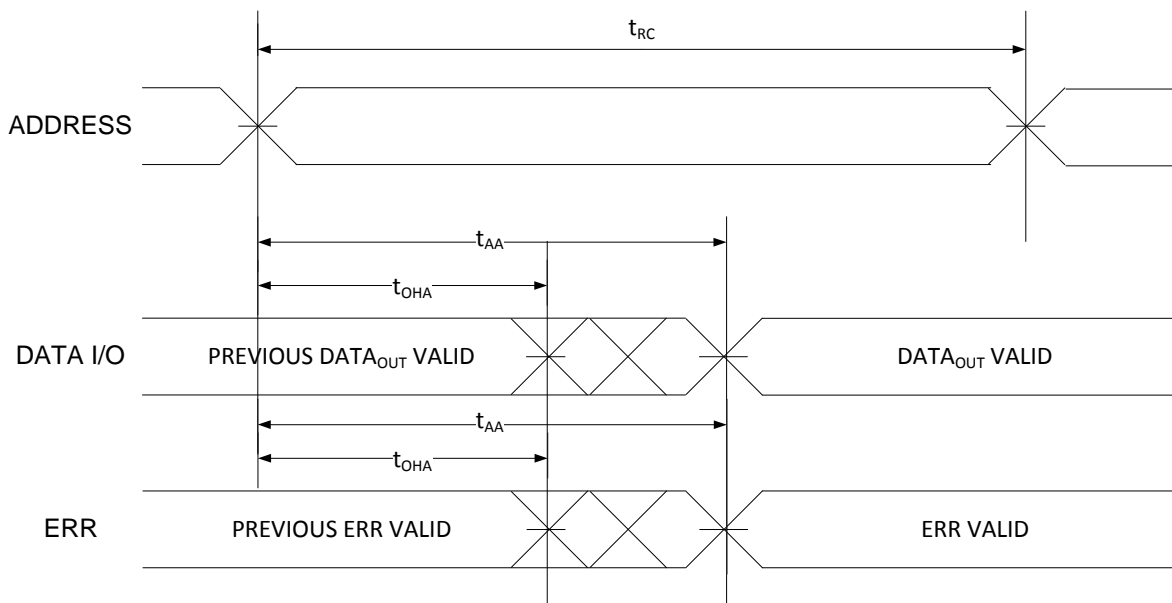 tRC
ADDRESS
tAA
tOHA
DATA I/O
PREVIOUS DATAOUT VALID
DATAOUT VALID
tAA
tOHA
ERR
PREVIOUS ERR VALID
ERR VALID